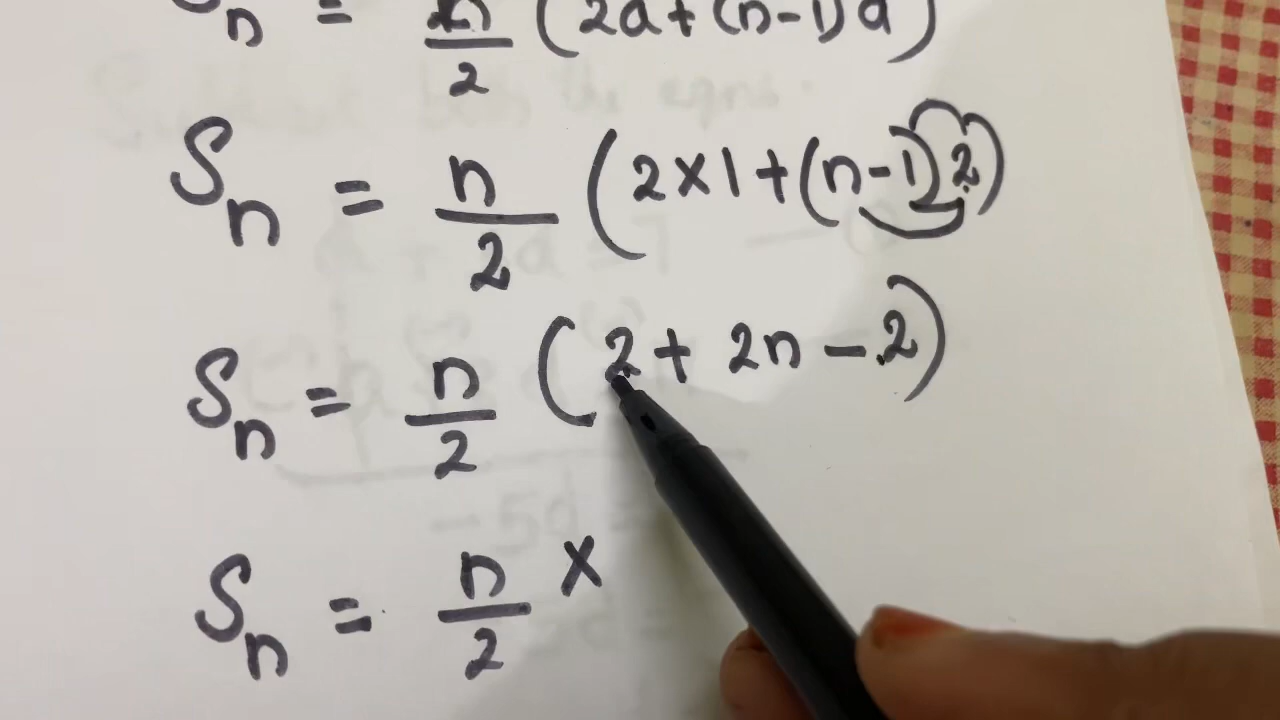 Sn = n/2 (2a + (n-1)d)
Sn = n/2 (2×1 + (n-1)2)
Sn = n/2 (2 + 2n - 2)
Sn = n/2 ×